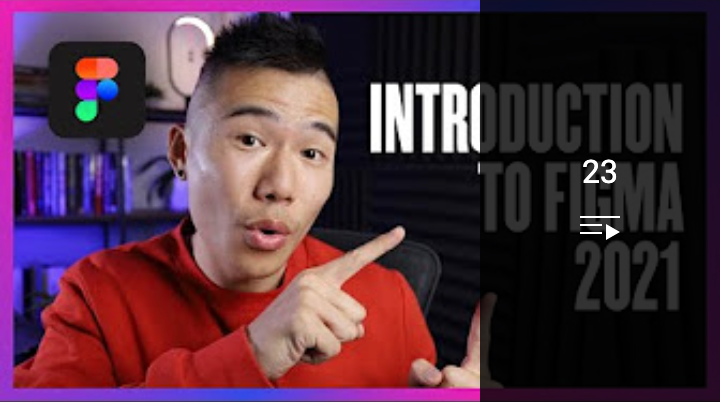 INTRODUCTION
TO FIGMA
2021
23